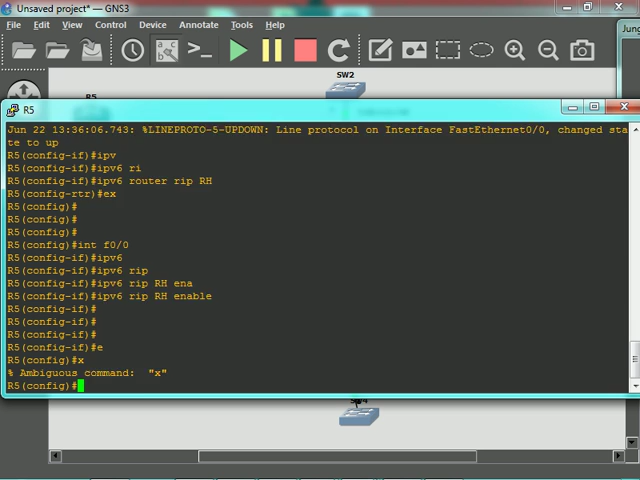 Unsaved project* — GNS3
File Edit View Control Device Annotate Tools Help
Jung
SW2
R5
R5
Jun 22 13:36:06.743: %LINEPROTO-5-UPDOWN: Line protocol on Interface FastEthernet0/0, changed sta
te to up
R5(config-if)#ipv
R5(config-if)#ipv6 ri
R5(config-if)#ipv6 router rip RH
R5(config-rtr)#ex
R5(config)#
R5(config)#
R5(config)#
R5(config)#int f0/0
R5(config-if)#ipv6
R5(config-if)#ipv6 rip
R5(config-if)#ipv6 rip RH ena
R5(config-if)#ipv6 rip RH enable
R5(config-if)#
R5(config-if)#
R5(config-if)#
R5(config-if)#e
R5(config)#x
% Ambiguous command:  "x"
R5(config)#